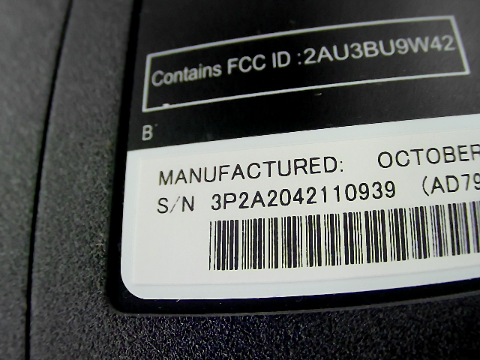 Contains FCC ID :2AU3BU9W42
B
MANUFACTURED: OCTOBER
S/N 3P2A2042110939 (AD79